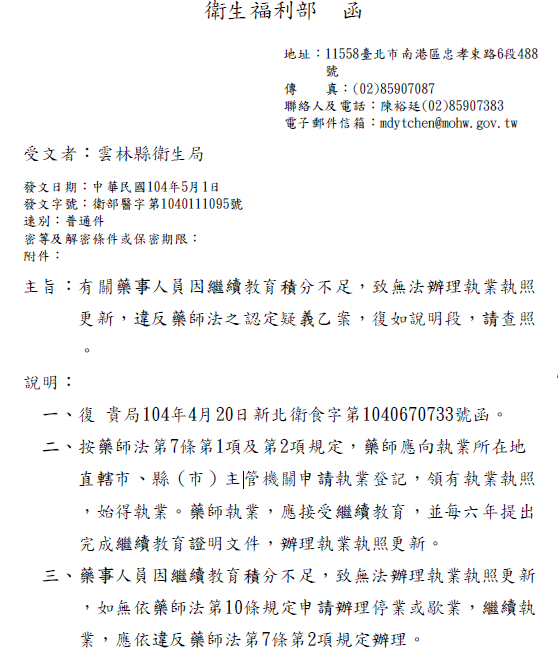 衛生福利部　函
地址：11558臺北市南港區忠孝東路6段488
號
傳　　真：(02)85907087
聯絡人及電話：陳裕廷(02)85907383
電子郵件信箱：mdytchen@mohw.gov.tw
受文者：雲林縣衛生局
發文日期：中華民國104年5月1日
發文字號：衛部醫字第1040111095號
速別：普通件
密等及解密條件或保密期限：
附件：
主旨：有關藥事人員因繼續教育積分不足，致無法辦理執業執照
更新，違反藥師法之認定疑義乙案，復如說明段，請查照
。
說明：
一、復 貴局104年4月20日新北衛食字第1040670733號函。
二、按藥師法第7條第1項及第2項規定，藥師應向執業所在地
直轄市、縣（市）主管機關申請執業登記，領有執業執照
，始得執業。藥師執業，應接受繼續教育，並每六年提出
完成繼續教育證明文件，辦理執業執照更新。
三、藥事人員因繼續教育積分不足，致無法辦理執業執照更新
，如無依藥師法第10條規定申請辦理停業或歇業，繼續執
業，應依違反藥師法第7條第2項規定辦理。